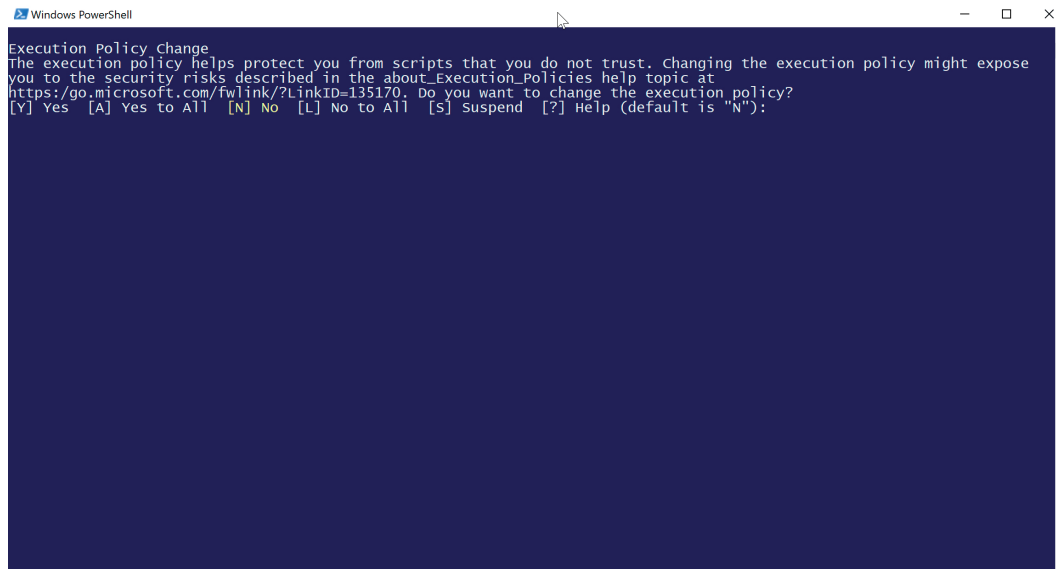 Windows PowerShell
Execution Policy Change
The execution policy helps protect you from scripts that you do not trust. Changing the execution policy might expose
you to the security risks described in the about_Execution_Policies help topic at
https:/go.microsoft.com/fwlink/?LinkID=135170. Do you want to change the execution policy?
[Y] Yes  [A] Yes to All  [N] No  [L] No to All  [S] Suspend  [?] Help (default is "N"):